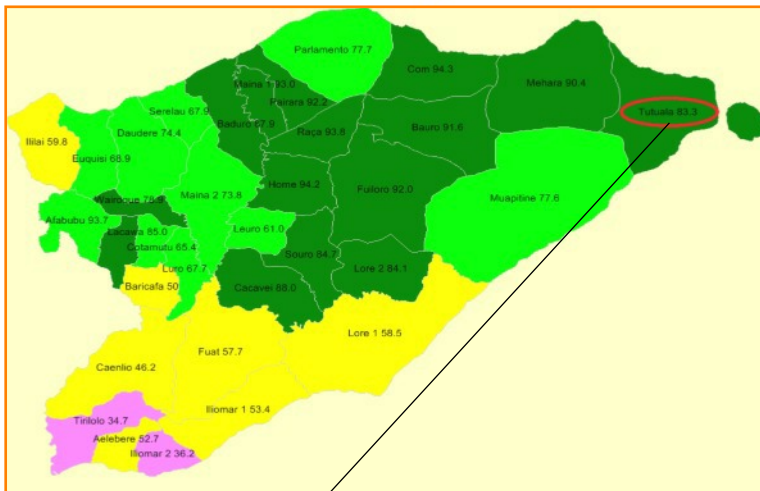 Parlamento 77.7
Com 94.3
Mehara 90.4
Tutuala 83.3
Maina 1 93.0
Pairara 92.2
Serelau 67.9
Baduro 67.9
Daudere 74.4
Raça 93.8
Bauro 91.6
Ililai 59.8
Euquisi 68.9
Home 94.2
Fuiloro 92.0
Muapitine 77.6
Wairoque 78.9
Maina 2 73.8
Afabubu 93.7
Lacawa 85.0
Cotamutu 65.4
Leuro 61.0
Souro 84.7
Luro 67.7
Lore 2 84.1
Baricafa 50
Cacavei 88.0
Lore 1 58.5
Fuat 57.7
Caenlio 46.2
Iliomar 1 53.4
Tirilolo 34.7
Aelebere 52.7
Iliomar 2 36.2